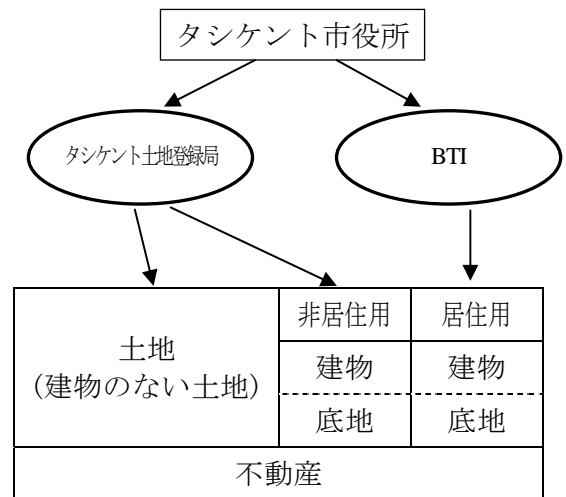 タシケント市役所
タシケント土地登録局
BTI
土地
（建物のない土地）
非居住用
居住用
建物
建物
底地
底地
不動産